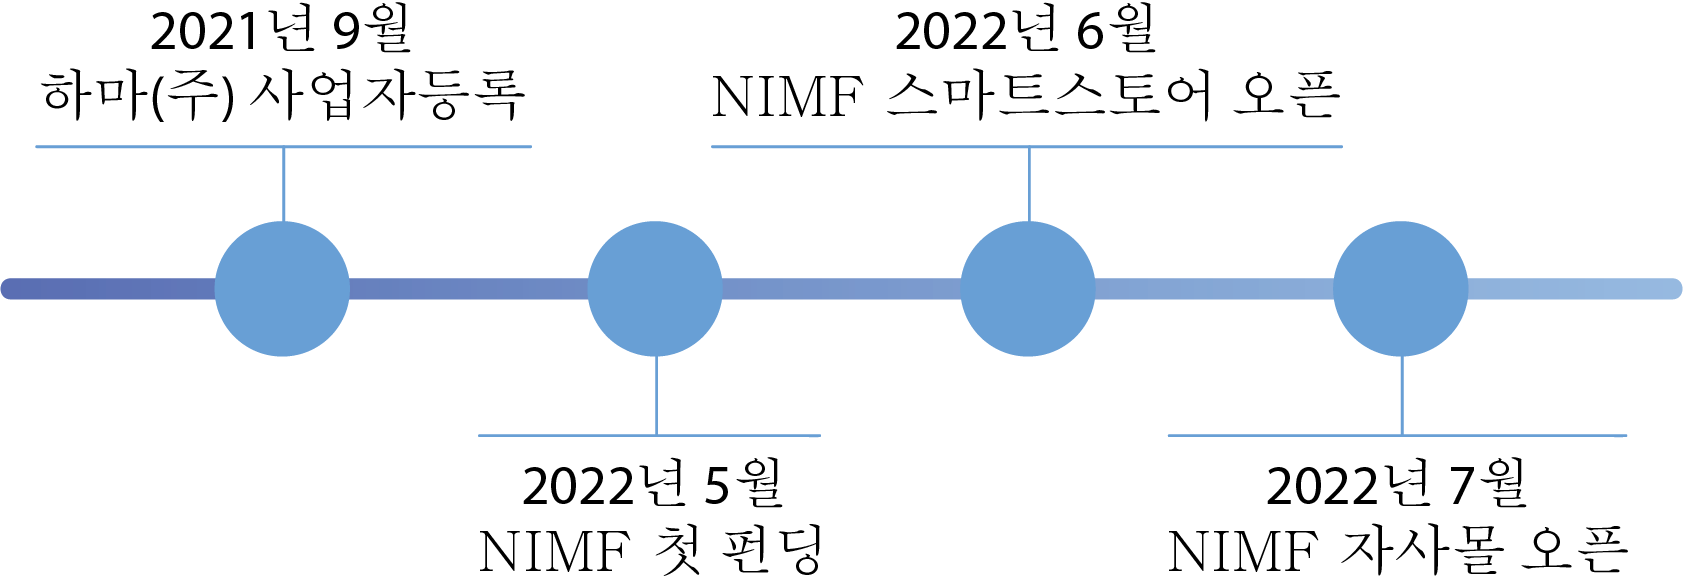 2021년 9월
하마(주) 사업자등록
2022년 5월
NIMF 첫 펀딩
2022년 6월
NIMF 스마트스토어 오픈
2022년 7월
NIMF 자사몰 오픈